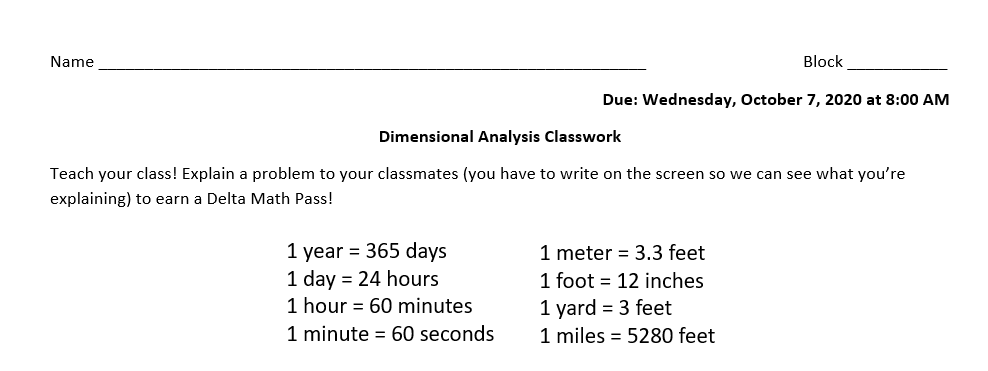 Name ______________________________________________________________ Block ___________
Due: Wednesday, October 7, 2020 at 8:00 AM
Dimensional Analysis Classwork
Teach your class! Explain a problem to your classmates (you have to write on the screen so we can see what you’re
explaining) to earn a Delta Math Pass!
1 year = 365 days
1 day = 24 hours
1 hour = 60 minutes
1 minute = 60 seconds
1 meter = 3.3 feet
1 foot = 12 inches
1 yard = 3 feet
1 miles = 5280 feet